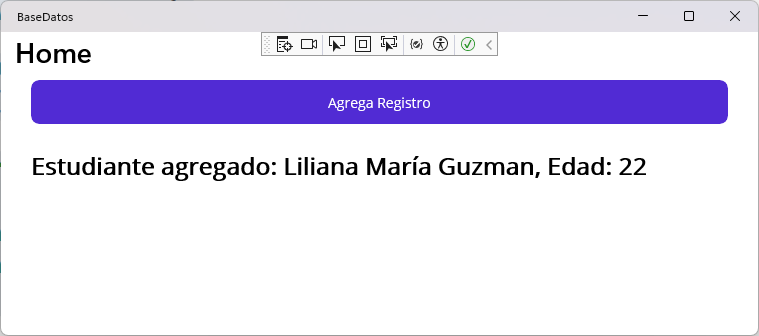 BaseDatos
Home
Agrega Registro
Estudiante agregado: Liliana María Guzman, Edad: 22